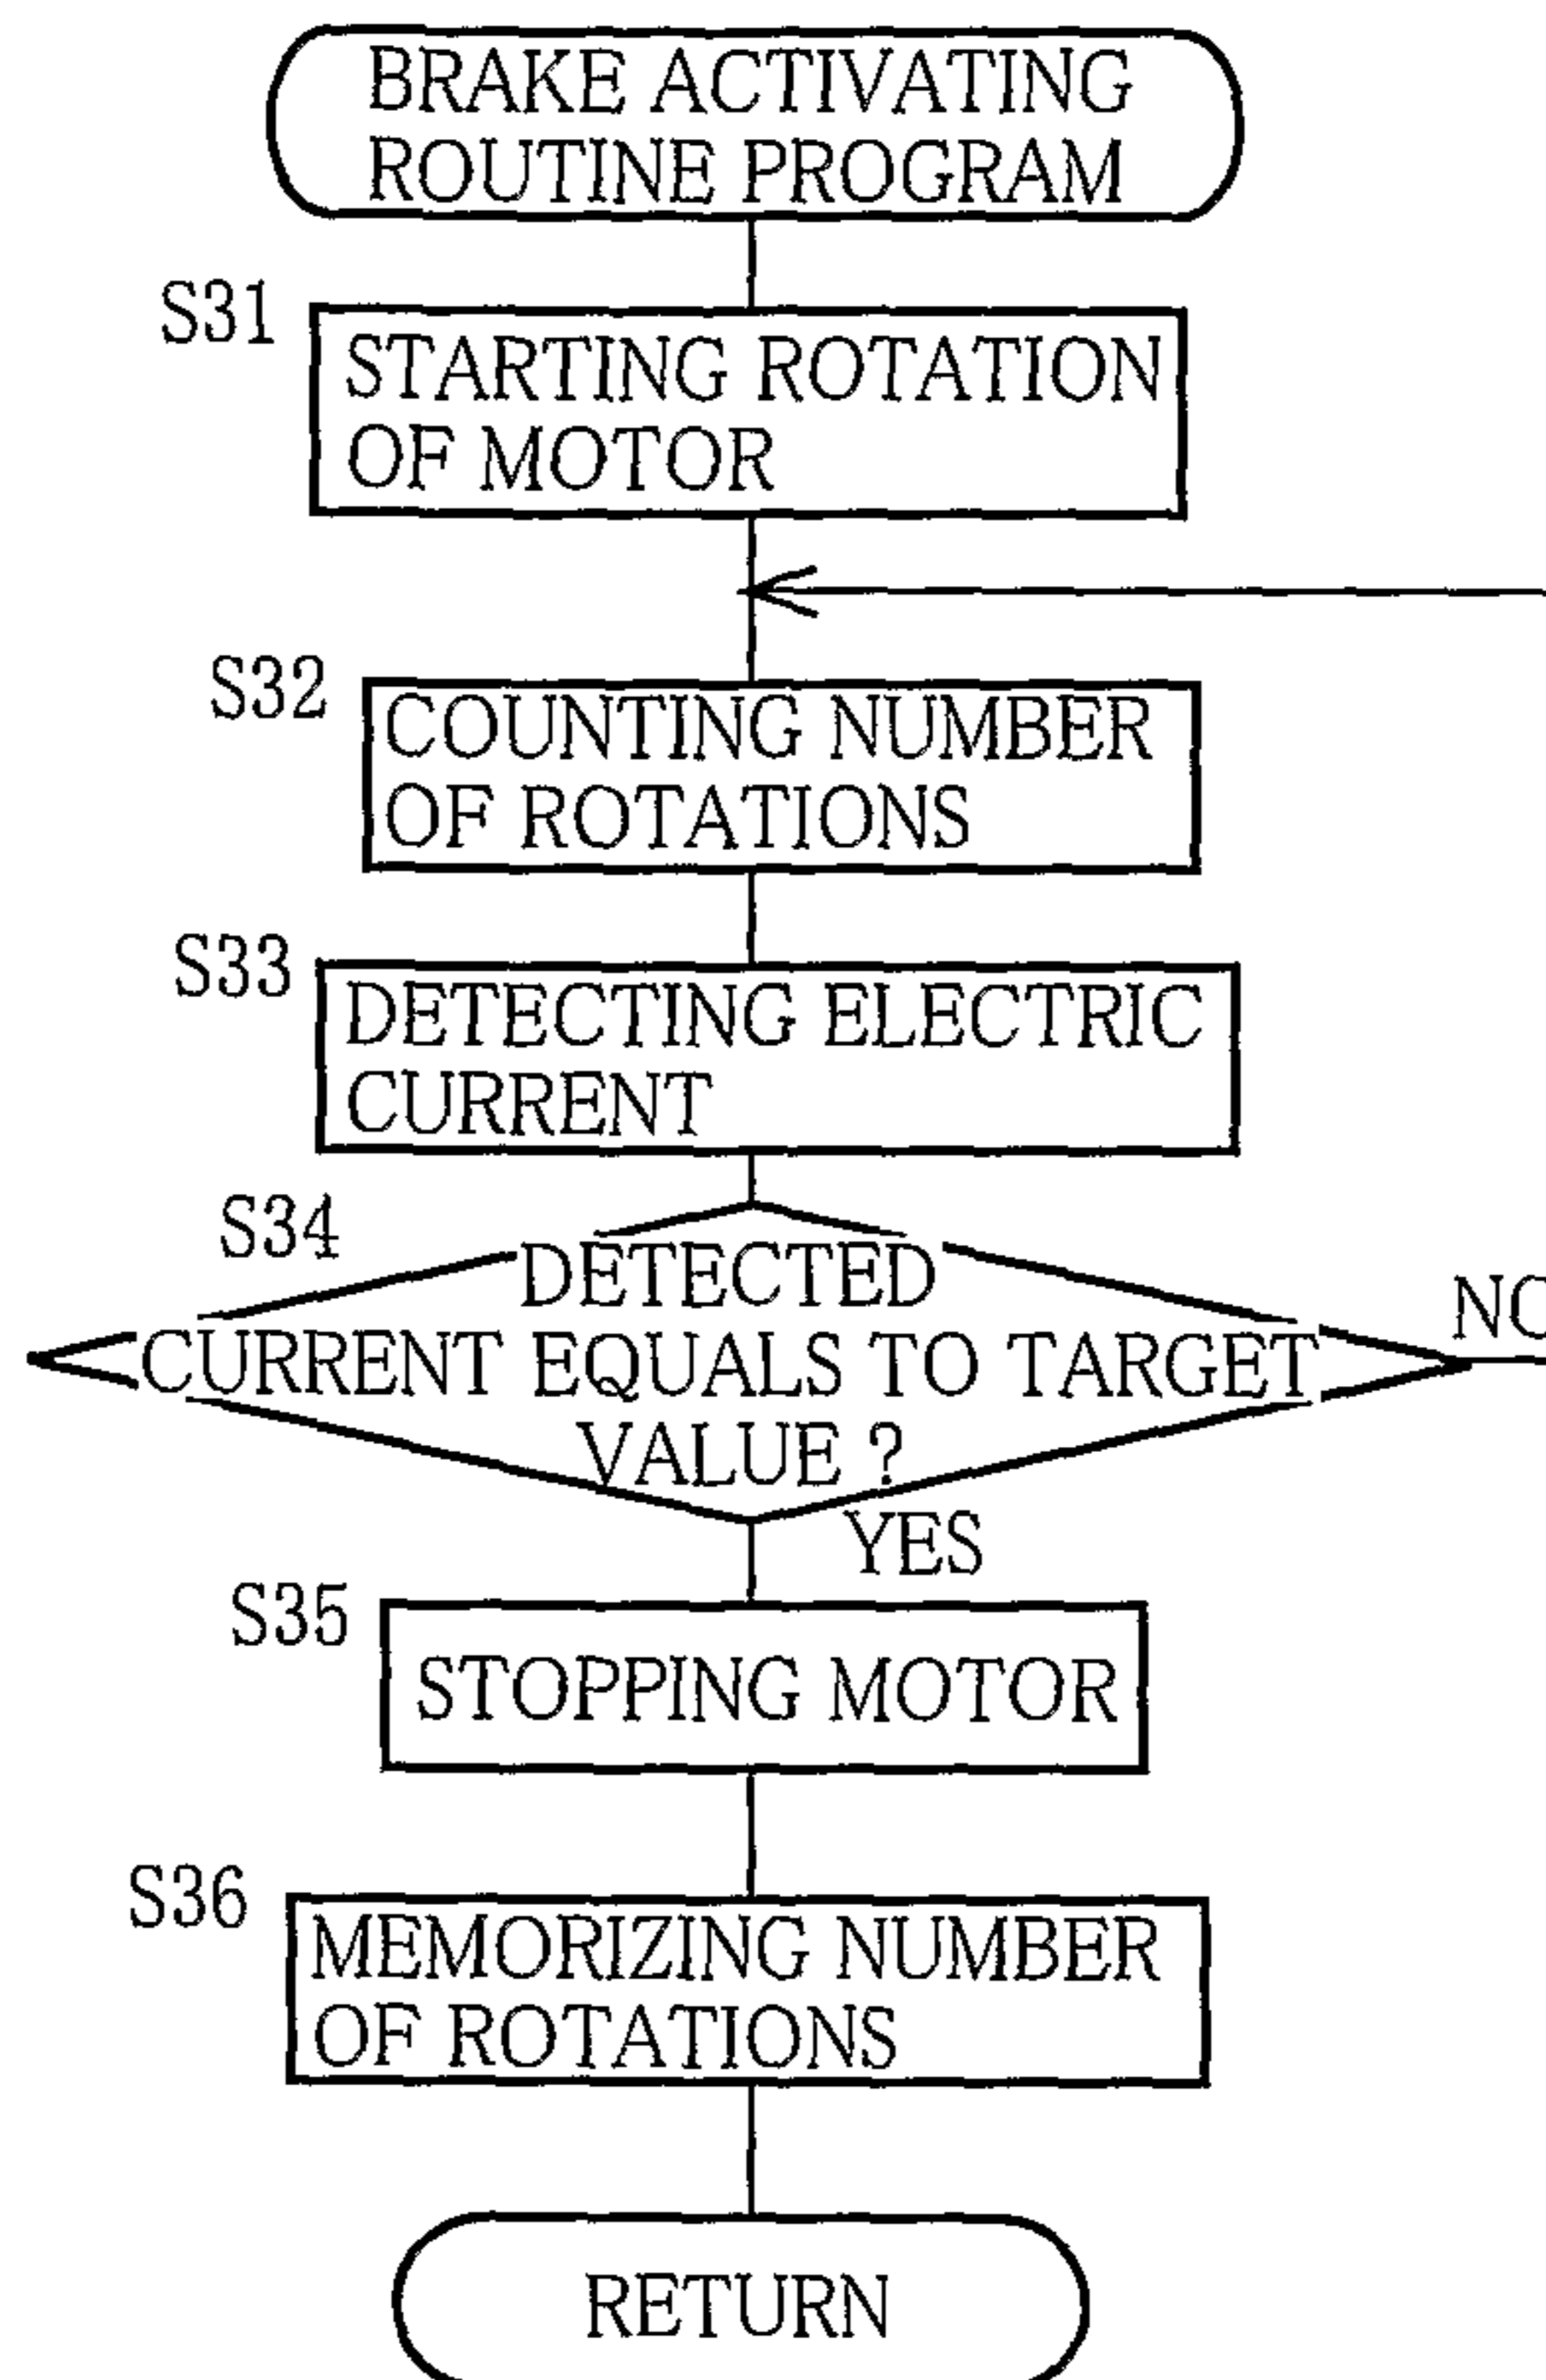 BRAKE ACTIVATING
ROUTINE PROGRAM
S31
STARTING ROTATION
OF MOTOR
S32
COUNTING NUMBER
OF ROTATIONS
S33
DETECTING ELECTRIC
CURRENT
S34
DETECTED
CURRENT EQUALS TO TARGET
VALUE ?
NO
YES
S35
STOPPING MOTOR
S36
MEMORIZING NUMBER
OF ROTATIONS
RETURN